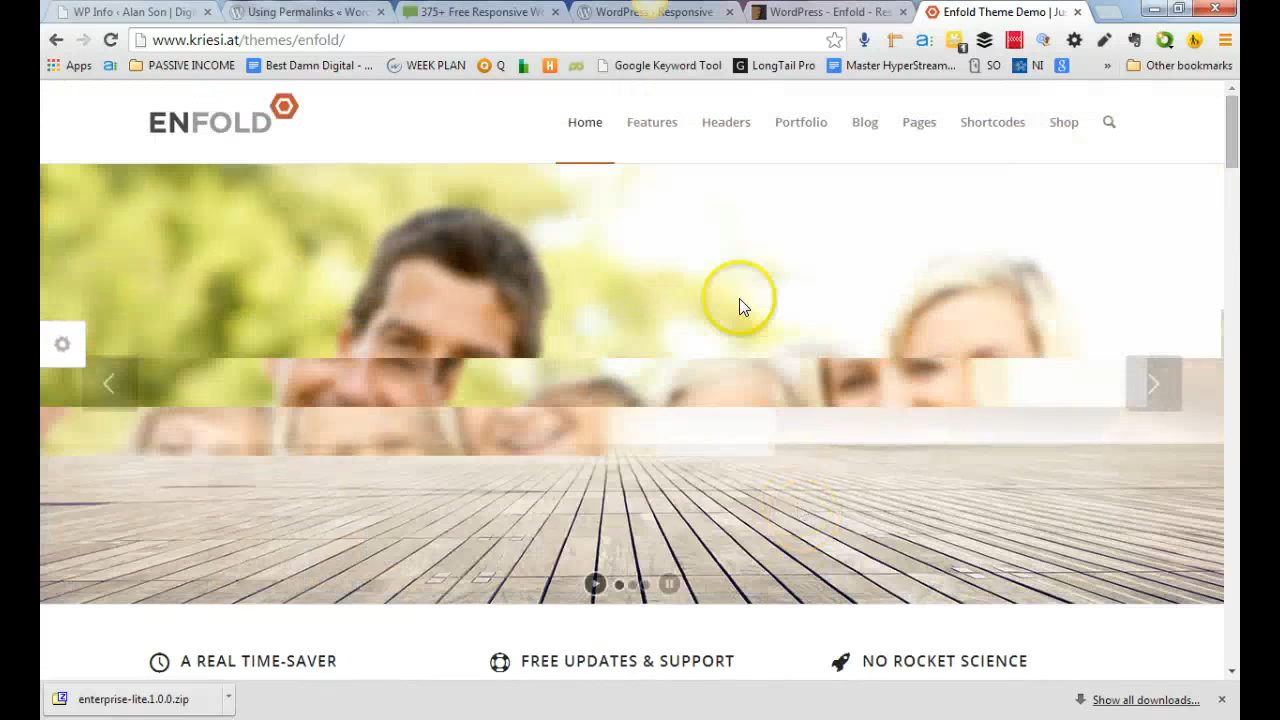 WP Info ‹ Alan Son | Digi
Using Permalinks « Word
375+ Free Responsive Wo
WordPress - Responsive
WordPress - Enfold - Res
Enfold Theme Demo | Ju
www.kriesi.at/themes/enfold/
Apps
PASSIVE INCOME
Best Damn Digital - ...
WEEK PLAN
Q
Google Keyword Tool
LongTail Pro
Master HyperStream...
SO
NI
»
Other bookmarks
ENFOLD
Home
Features
Headers
Portfolio
Blog
Pages
Shortcodes
Shop
A REAL TIME-SAVER
FREE UPDATES & SUPPORT
NO ROCKET SCIENCE
enterprise-lite.1.0.0.zip
Show all downloads...